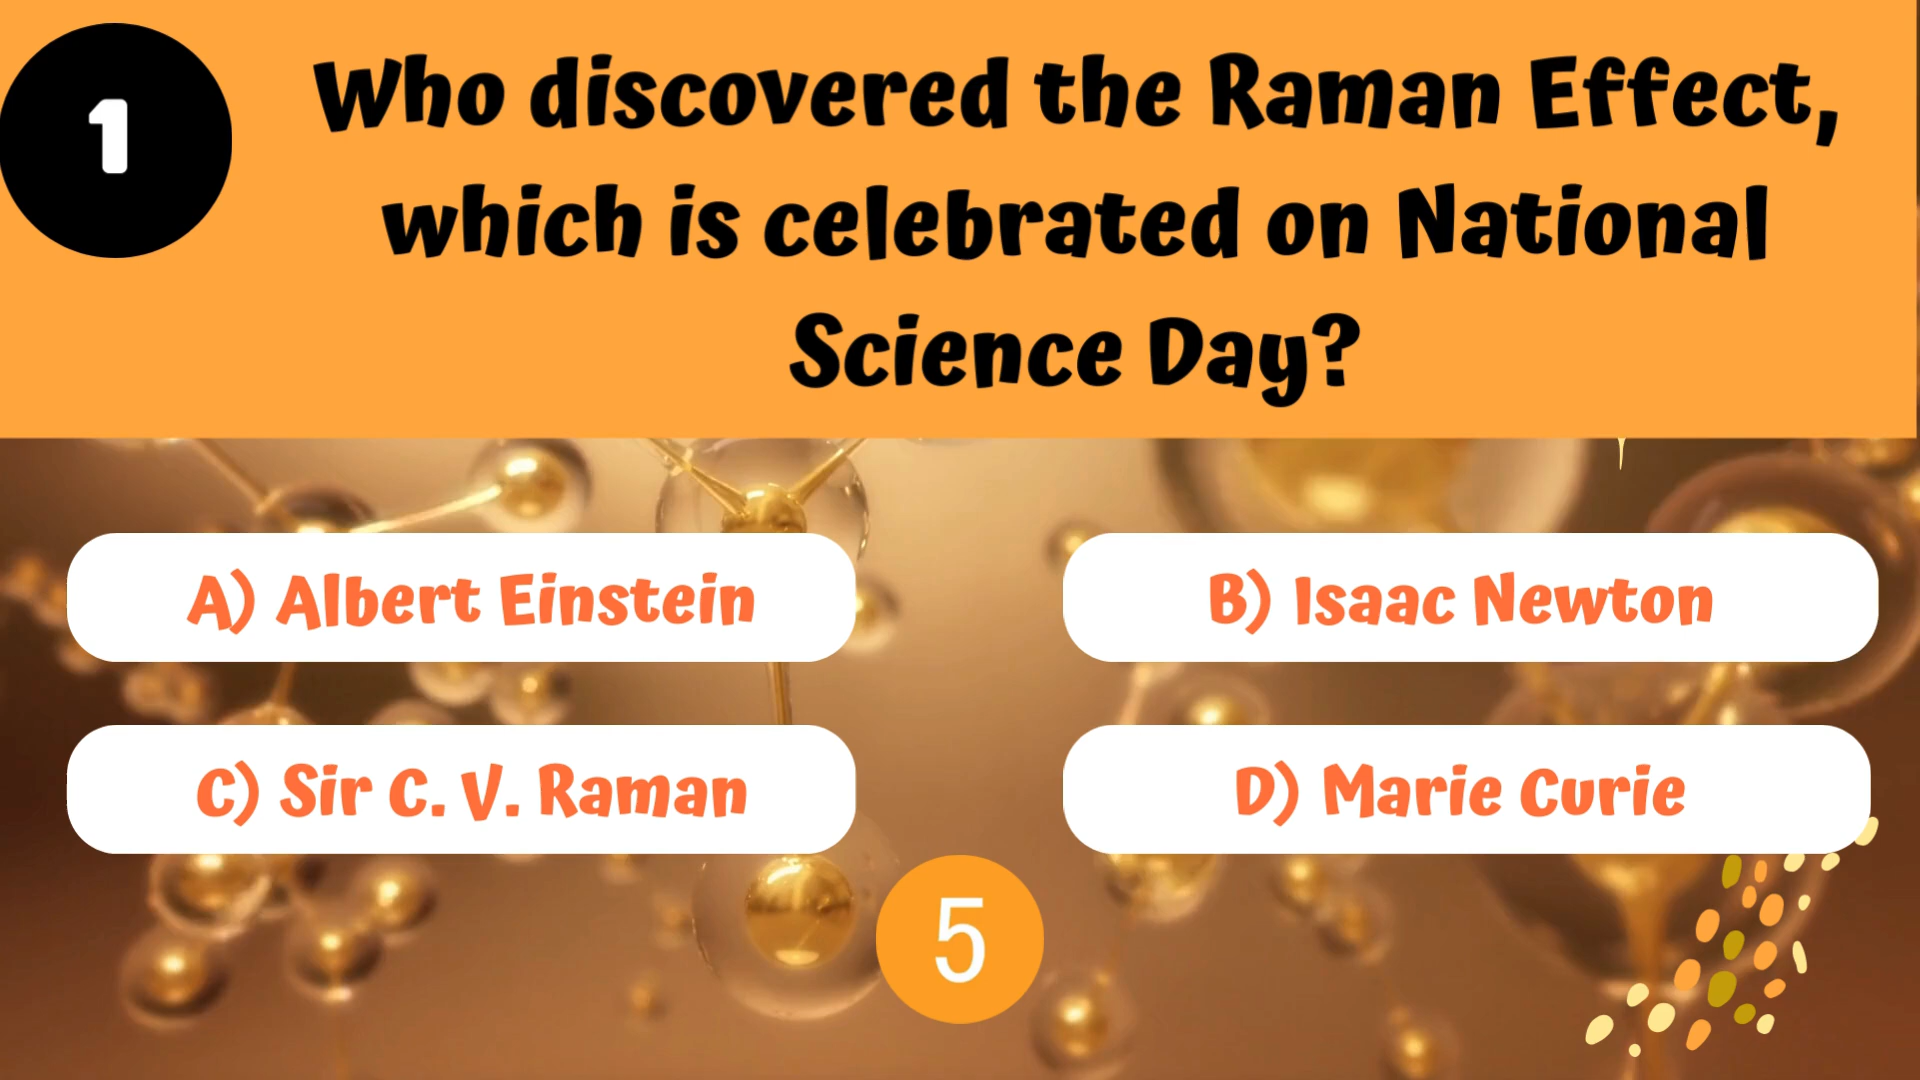 1
Who discovered the Raman Effect,
which is celebrated on National
Science Day?
A) Albert Einstein
B) Isaac Newton
C) Sir C. V. Raman
D) Marie Curie
5